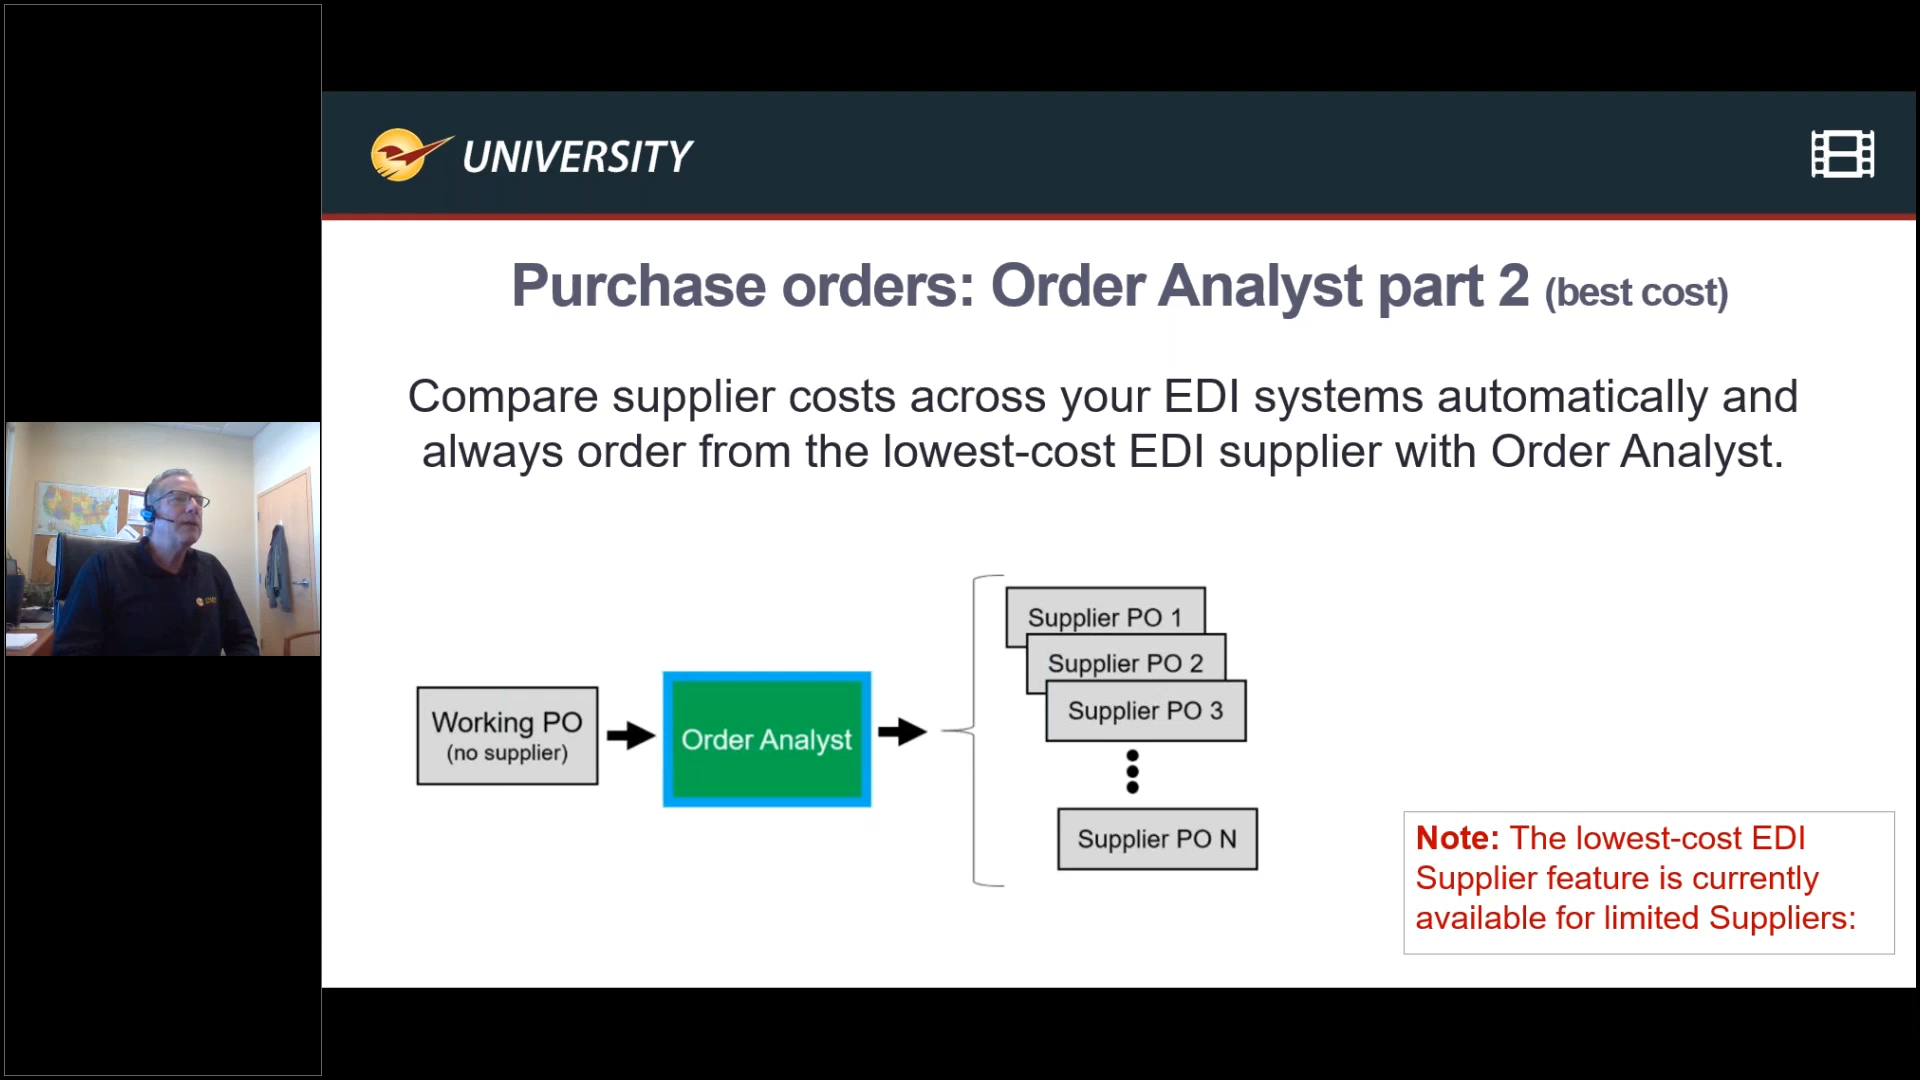 UNIVERSITY
Purchase orders: Order Analyst part 2 (best cost)
Compare supplier costs across your EDI systems automatically and
always order from the lowest-cost EDI supplier with Order Analyst.
Working PO
(no supplier)
Order Analyst
Supplier PO 1
Supplier PO 2
Supplier PO 3
Supplier PO N
Note: The lowest-cost EDI
Supplier feature is currently
available for limited Suppliers: